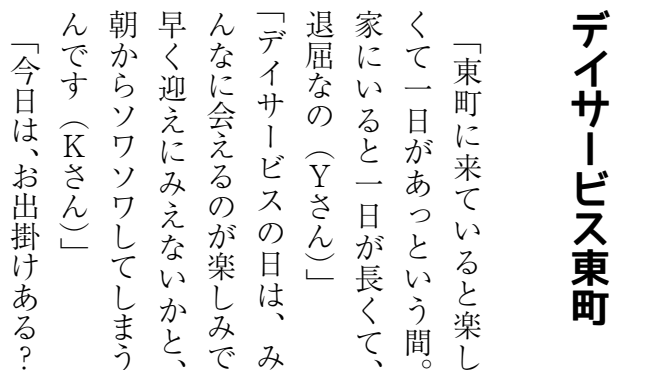 デイサービス東町
「東町に来ていると楽し
くて一日があっという間。
家にいると一日が長くて、
退屈なの（Yさん）」
「デイサービスの日は、み
んなに会えるのが楽しみで
早く迎えにみえないかと、
朝からソワソワしてしまう
んです（Kさん）」
「今日は、お出掛けある？